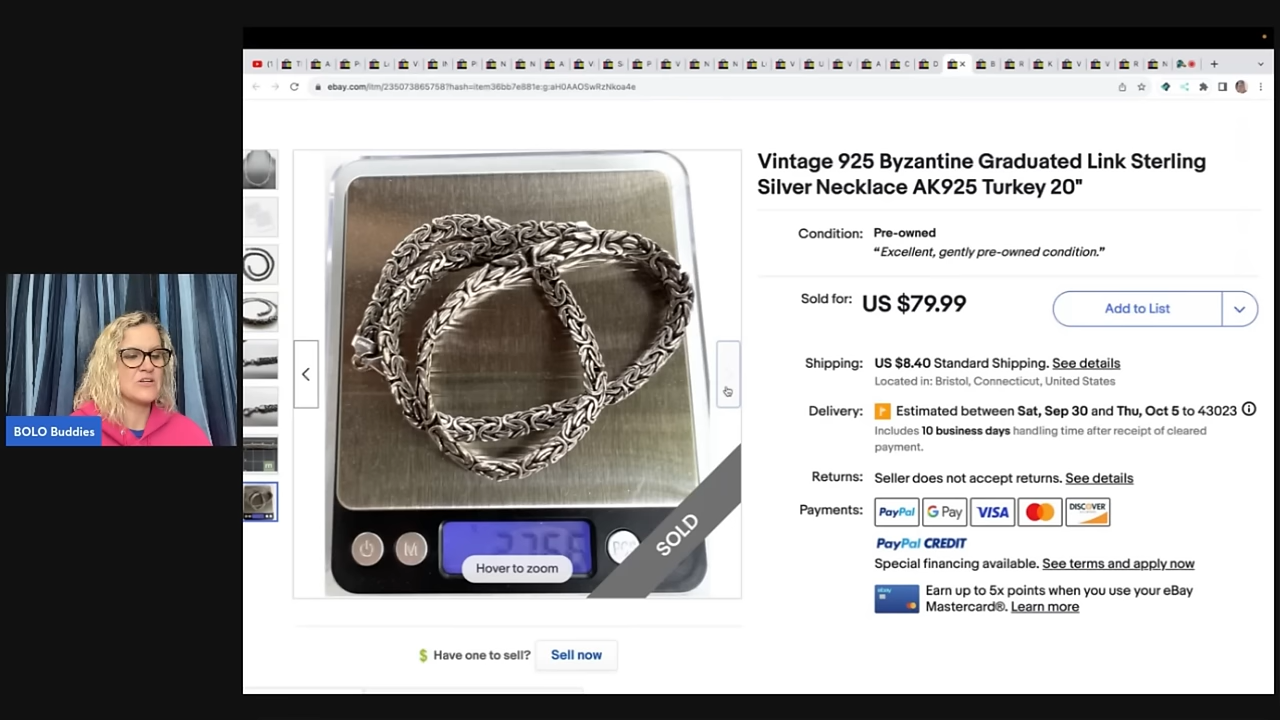 ebay.com/itm/235073865758?hash=item36bb7e881e:g:aH0AAOSwRzNkoa4e
Vintage 925 Byzantine Graduated Link Sterling
Silver Necklace AK925 Turkey 20"
Condition: Pre-owned
“Excellent, gently pre-owned condition.”
Sold for: US $79.99
Add to List
Shipping: US $8.40 Standard Shipping. See details
Located in: Bristol, Connecticut, United States
Delivery: Estimated between Sat, Sep 30 and Thu, Oct 5 to 43023
Includes 10 business days handling time after receipt of cleared
payment.
Returns: Seller does not accept returns. See details
Payments: PayPal G Pay VISA MasterCard DISCOVER
PayPal CREDIT
Special financing available. See terms and apply now
Earn up to 5x points when you use your eBay
Mastercard®. Learn more
SOLD
M
Hover to zoom
Have one to sell? Sell now
BOLO Buddies